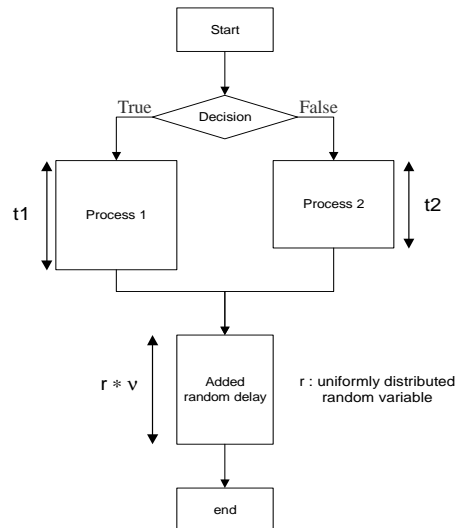 Start
True
False
Decision
t1
Process 1
Process 2
t2
r * ν
Added
random delay
r : uniformly distributed
random variable
end